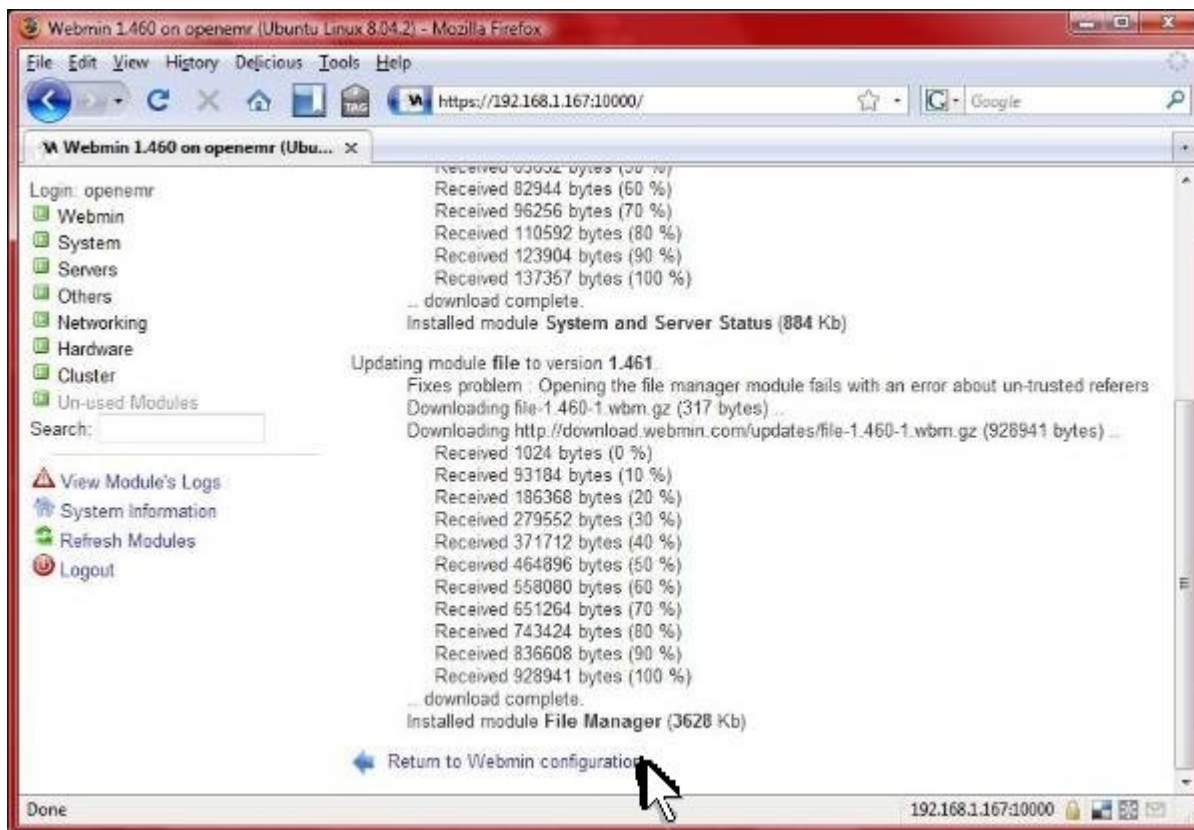 Webmin 1.460 on openemr (Ubuntu Linux 8.04.2) - Mozilla Firefox
File Edit View History Delicious Tools Help
TAG https://192.168.1.167:10000/ G Google
Webmin 1.460 on openemr (Ubu...
Login: openemr
Webmin
System
Servers
Others
Networking
Hardware
Cluster
Un-used Modules
Search:
View Module's Logs
System Information
Refresh Modules
Logout
Received 82944 bytes (60 %)
Received 96256 bytes (70 %)
Received 110592 bytes (80 %)
Received 123904 bytes (90 %)
Received 137357 bytes (100 %)
... download complete.
Installed module System and Server Status (884 Kb)
Updating module file to version 1.461.
Fixes problem : Opening the file manager module fails with an error about un-trusted referers
Downloading file-1.460-1.wbm.gz (317 bytes) ...
Downloading http://download.webmin.com/updates/file-1.460-1.wbm.gz (928941 bytes) ...
Received 1024 bytes (0 %)
Received 93184 bytes (10 %)
Received 186368 bytes (20 %)
Received 279552 bytes (30 %)
Received 371712 bytes (40 %)
Received 464896 bytes (50 %)
Received 558080 bytes (60 %)
Received 651264 bytes (70 %)
Received 743424 bytes (80 %)
Received 836608 bytes (90 %)
Received 928941 bytes (100 %)
... download complete.
Installed module File Manager (3628 Kb)
Return to Webmin configuration
Done 192.168.1.167:10000